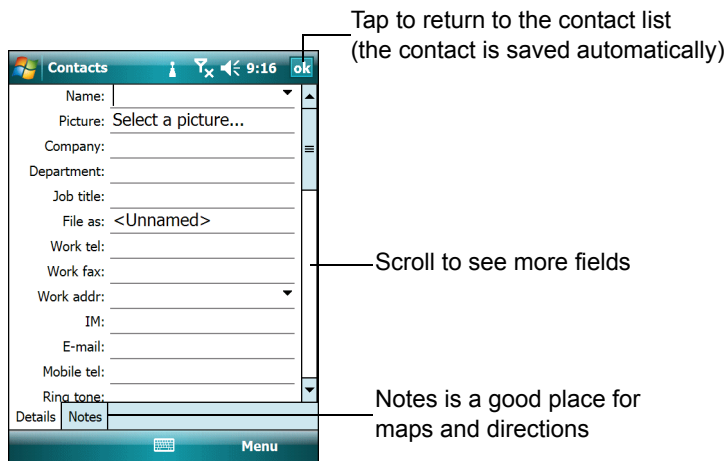 Tap to return to the contact list
(the contact is saved automatically)
Contacts 9:16 ok
Name:
Picture: Select a picture...
Company:
Department:
Job title:
File as: <Unnamed>
Work tel:
Work fax:
Scroll to see more fields
Work addr:
IM:
E-mail:
Mobile tel:
Ring tone:
Notes is a good place for
maps and directions
Details Notes
Menu